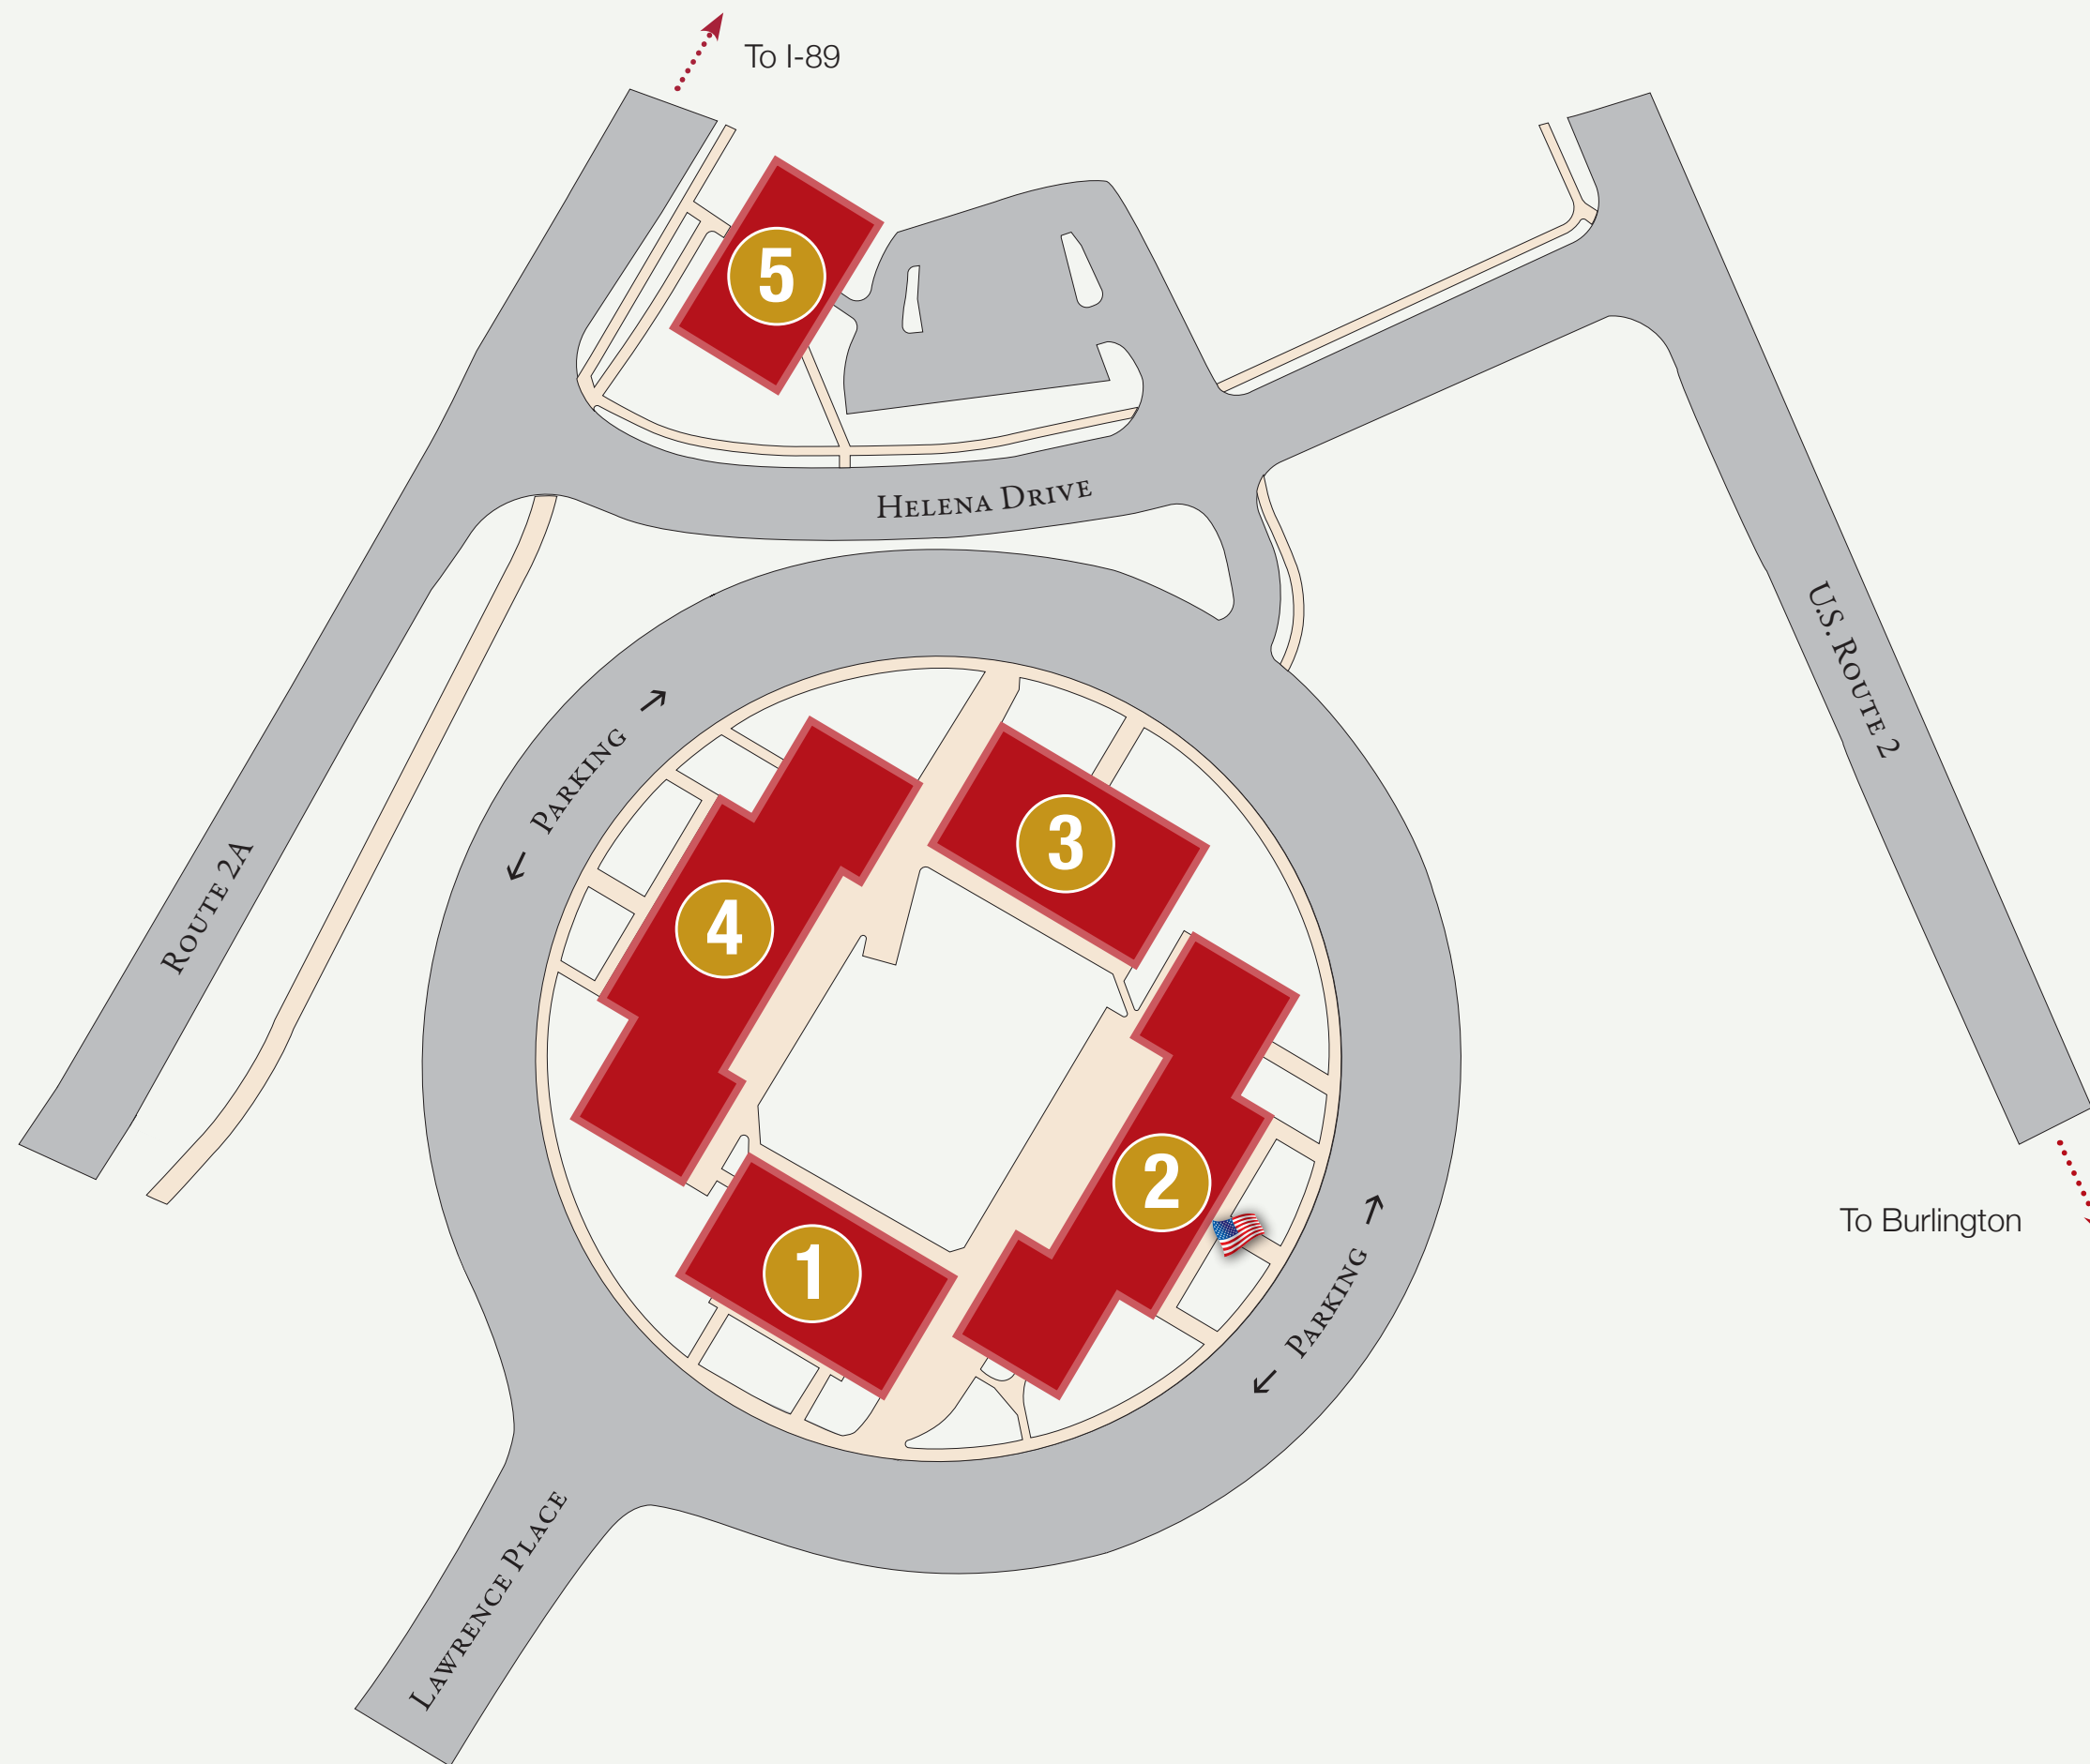 To I-89
5
Helena Drive
U.S. Route 2
← Parking →
3
Route 2A
4
2
To Burlington
1
← Parking →
Lawrence Place